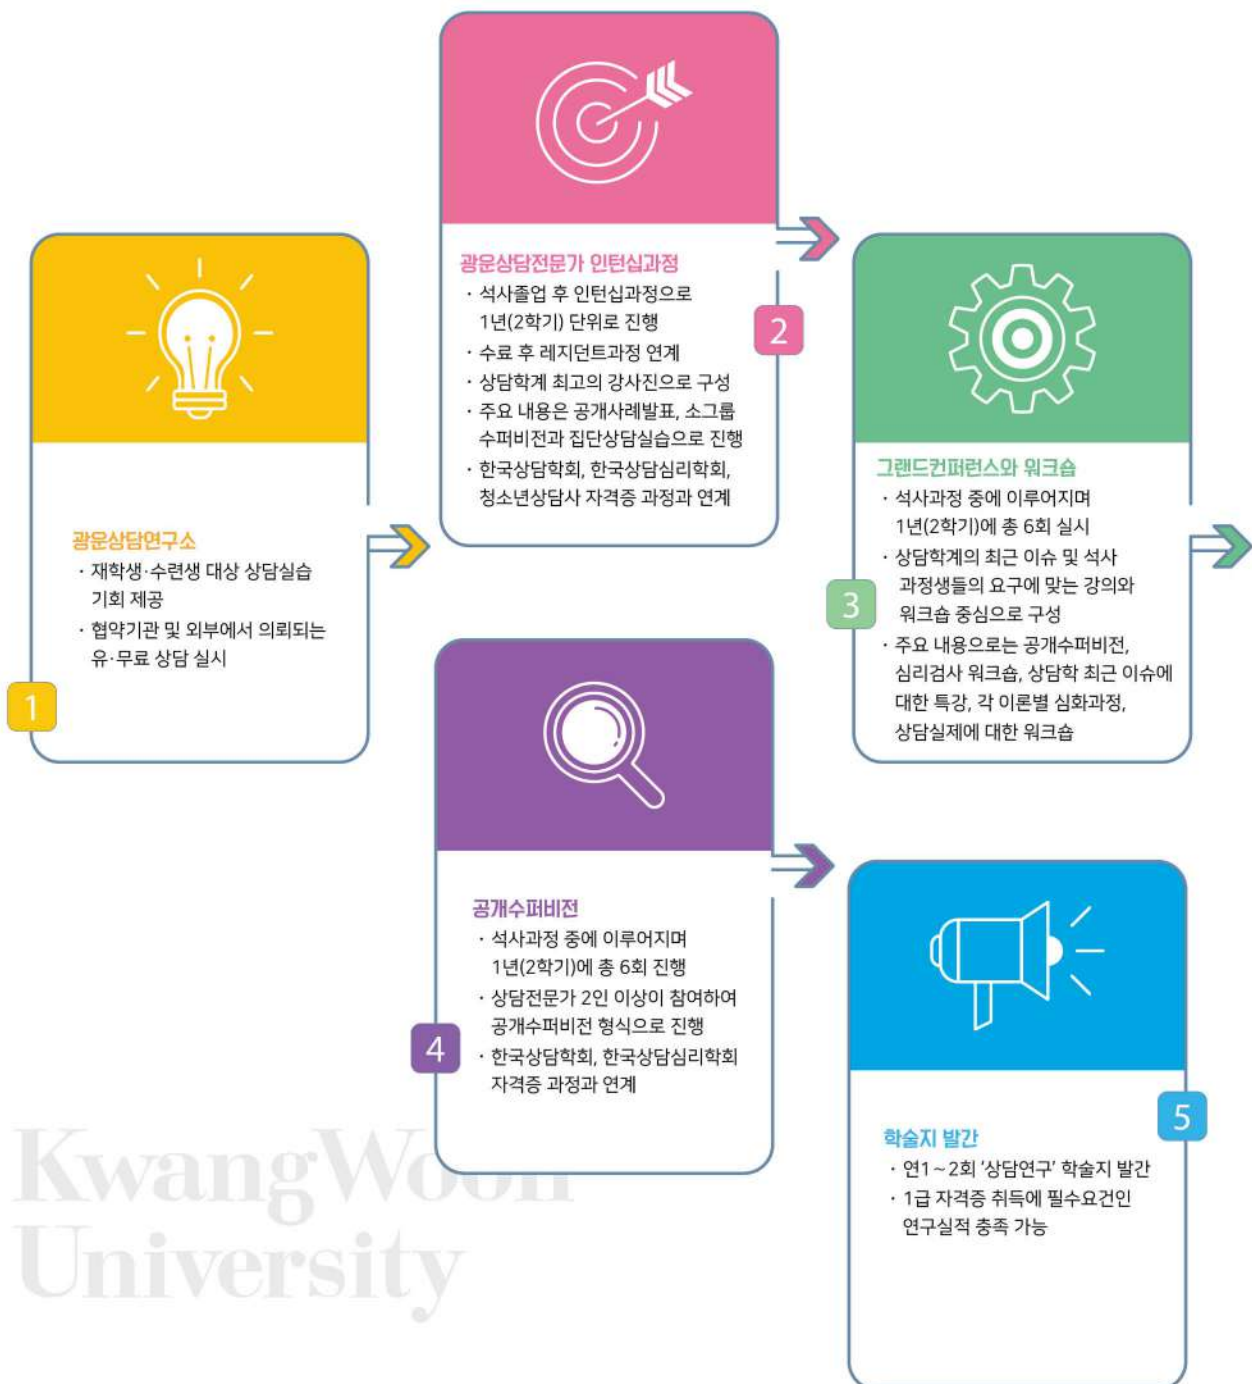 광운상담연구소
· 재학생·수련생 대상 상담실습
기회 제공
· 협약기관 및 외부에서 의뢰되는
유·무료 상담 실시
1
광운상담전문가 인턴십과정
· 석사졸업 후 인턴십과정으로
1년(2학기) 단위로 진행
· 수료 후 레지던트과정 연계
· 상담학계 최고의 강사진으로 구성
· 주요 내용은 공개사례발표, 소그룹
수퍼비전과 집단상담실습으로 진행
· 한국상담학회, 한국상담심리학회,
청소년상담사 자격증 과정과 연계
2
그랜드컨퍼런스와 워크숍
· 석사과정 중에 이루어지며
1년(2학기)에 총 6회 실시
· 상담학계의 최근 이슈 및 석사
과정생들의 요구에 맞는 강의와
워크숍 중심으로 구성
· 주요 내용으로는 공개수퍼비전,
심리검사 워크숍, 상담학 최근 이슈에
대한 특강, 각 이론별 심화과정,
상담실제에 대한 워크숍
3
공개수퍼비전
· 석사과정 중에 이루어지며
1년(2학기)에 총 6회 진행
· 상담전문가 2인 이상이 참여하여
공개수퍼비전 형식으로 진행
· 한국상담학회, 한국상담심리학회
자격증 과정과 연계
4
학술지 발간
· 연1~2회 '상담연구' 학술지 발간
· 1급 자격증 취득에 필수요건인
연구실적 충족 가능
5
KwangWoon
University